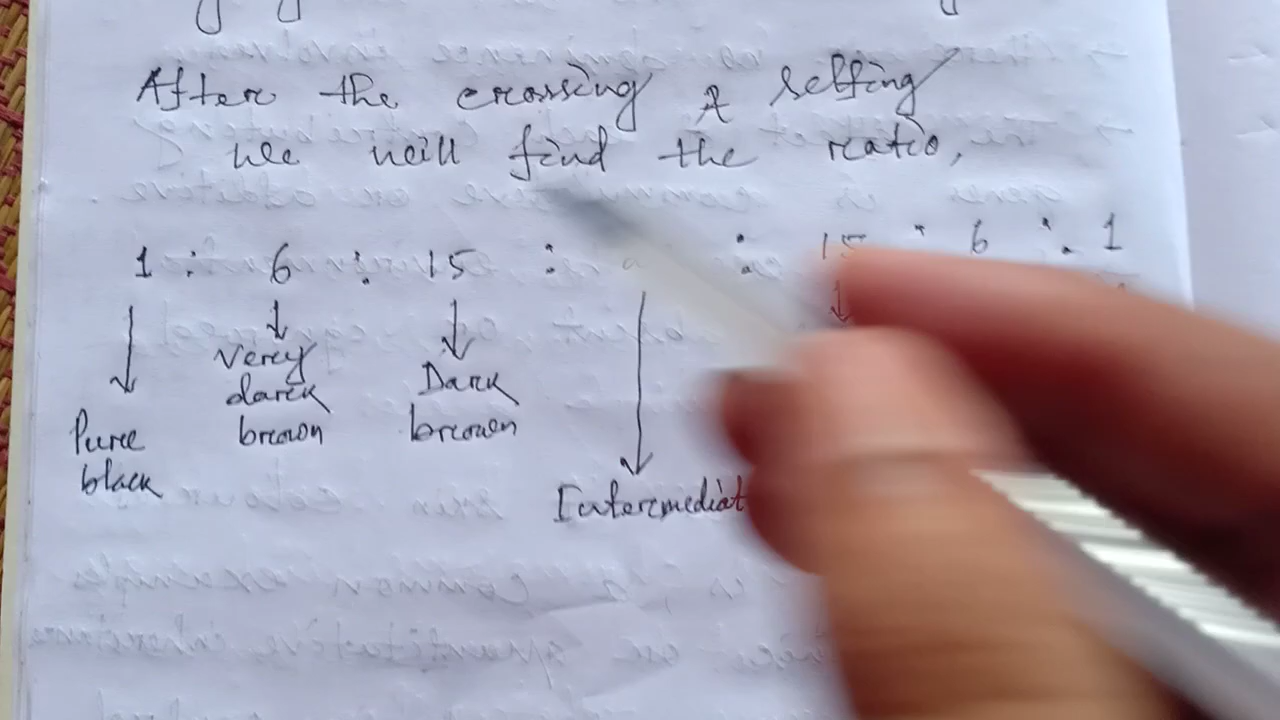 After the crossing & selfing
we will find the ratio,
1 : 6 : 15 : : 15 : 6 : 1
Very
dark
brown
Dark
brown
Pure
black
Intermediat